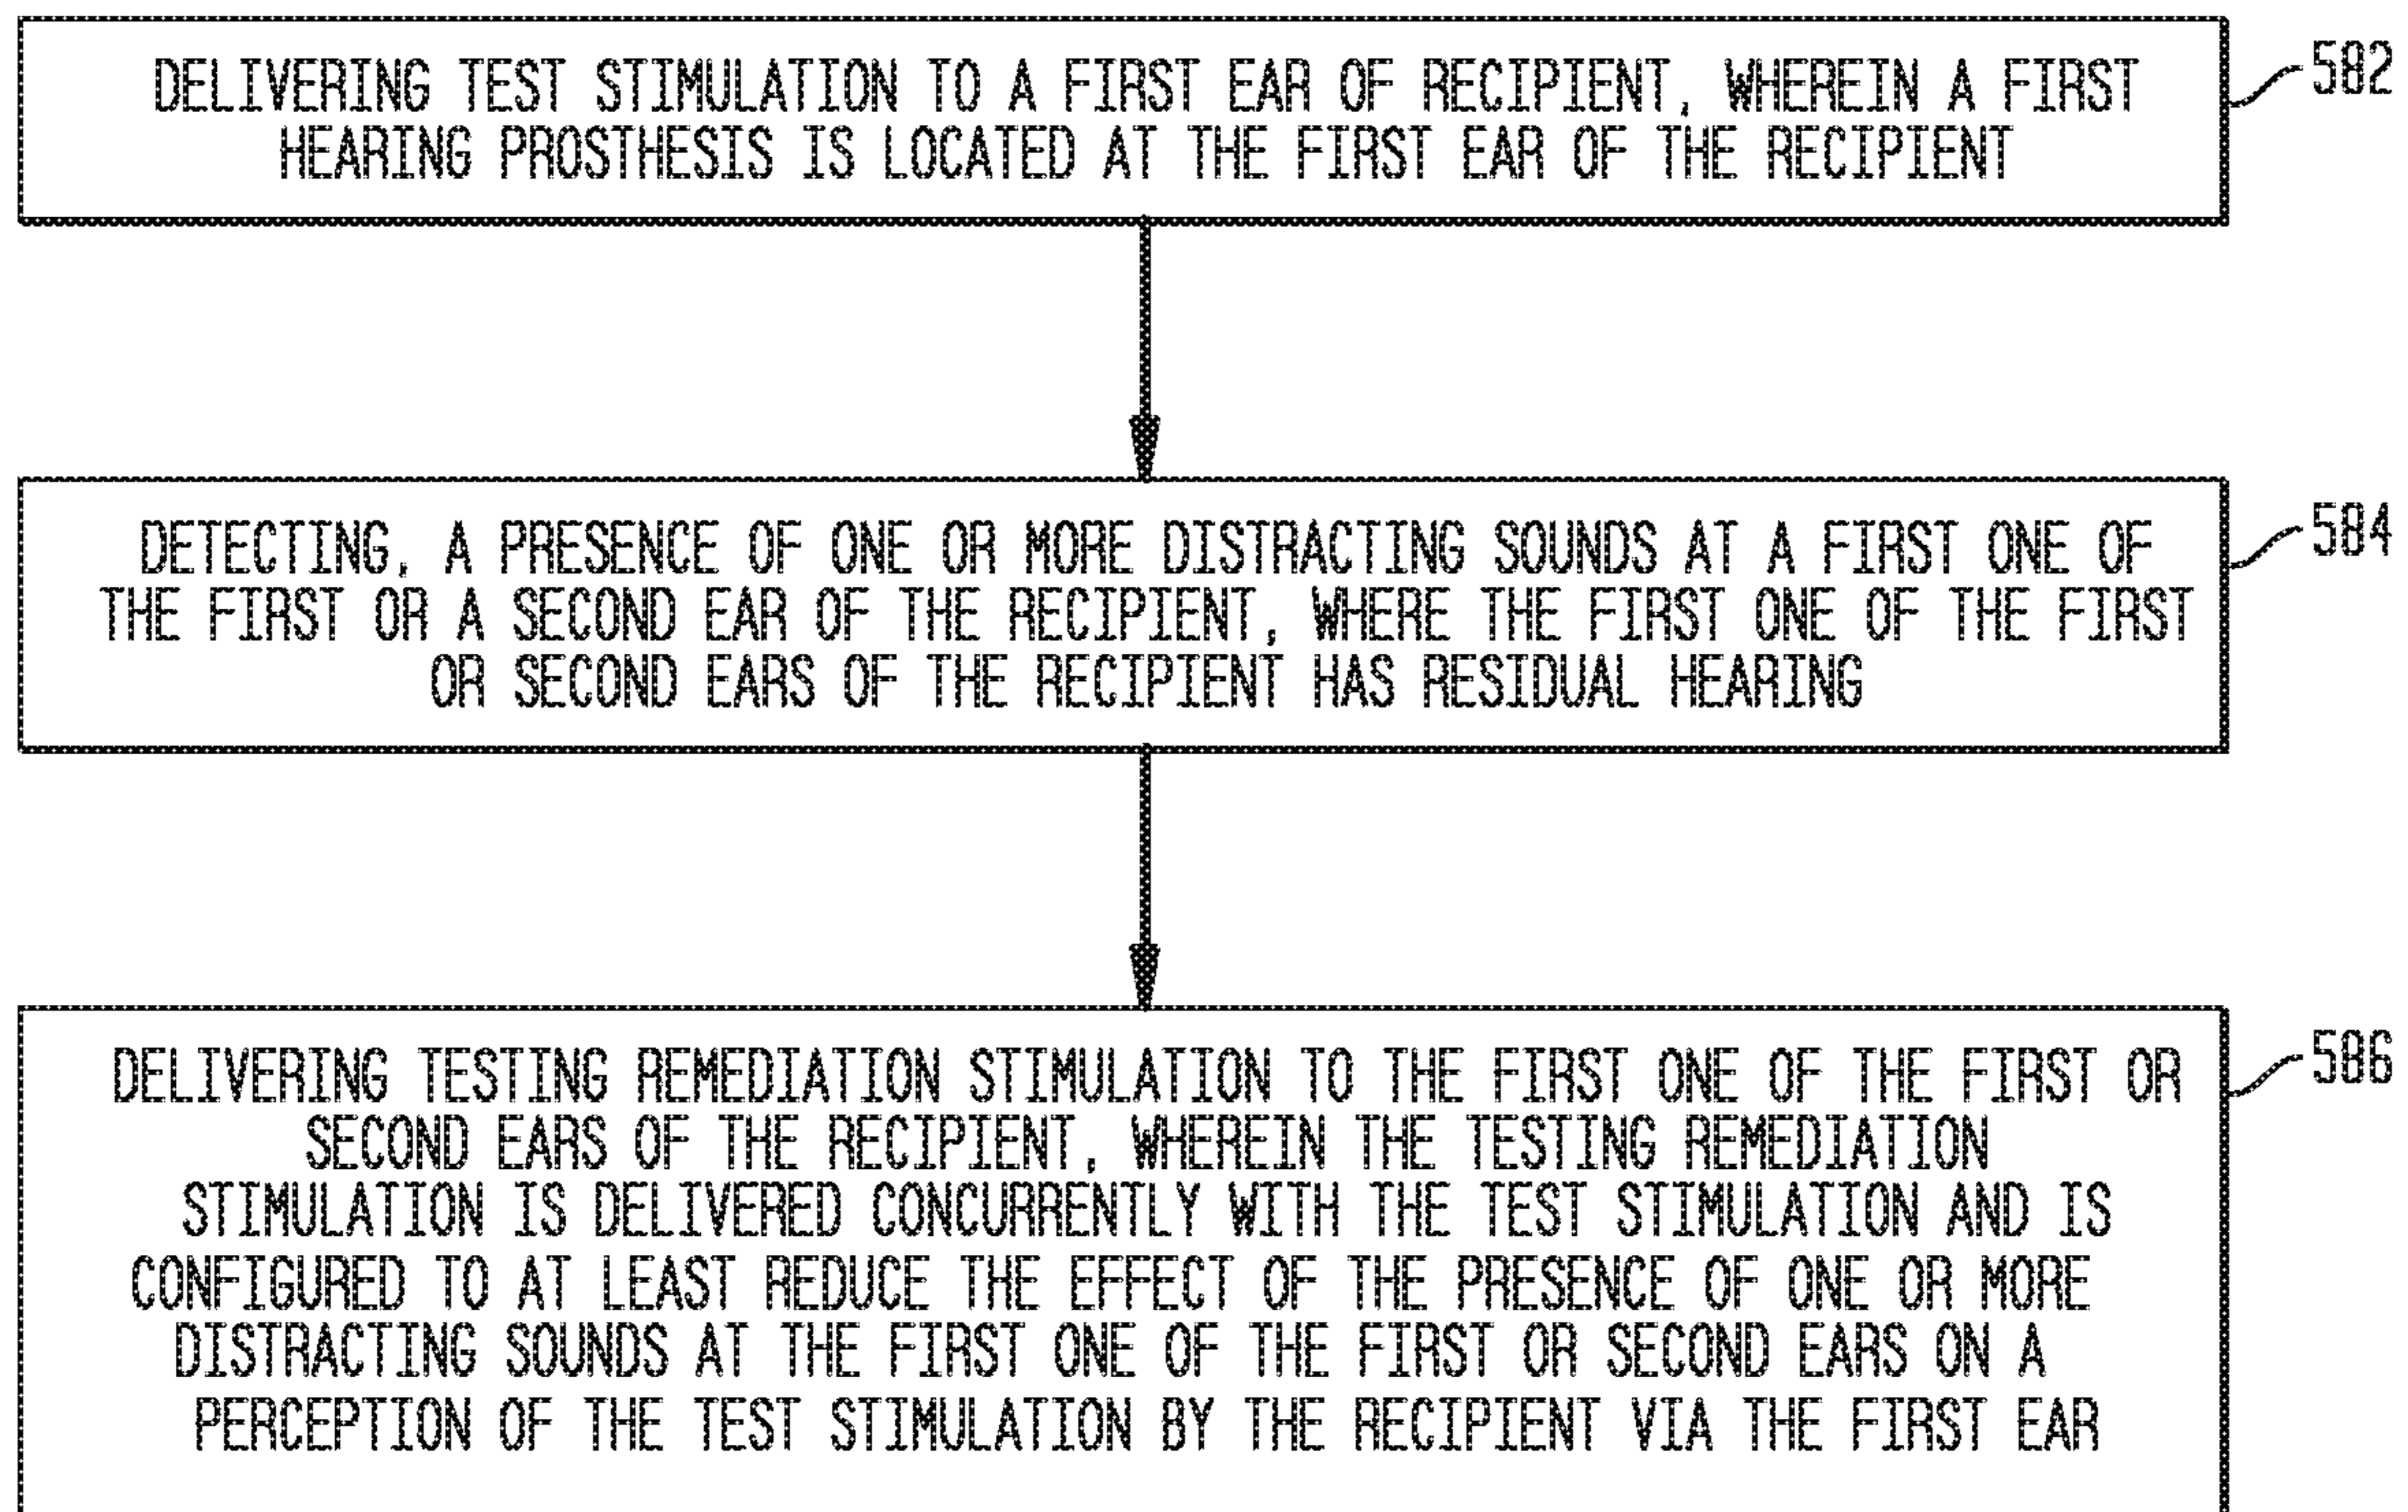 DELIVERING TEST STIMULATION TO A FIRST EAR OF RECIPIENT, WHEREIN A FIRST
HEARING PROSTHESIS IS LOCATED AT THE FIRST EAR OF THE RECIPIENT
582
DETECTING, A PRESENCE OF ONE OR MORE DISTRACTING SOUNDS AT A FIRST ONE OF
THE FIRST OR A SECOND EAR OF THE RECIPIENT, WHERE THE FIRST ONE OF THE FIRST
OR SECOND EARS OF THE RECIPIENT HAS RESIDUAL HEARING
584
DELIVERING TESTING REMEDIATION STIMULATION TO THE FIRST ONE OF THE FIRST OR
SECOND EARS OF THE RECIPIENT, WHEREIN THE TESTING REMEDIATION
STIMULATION IS DELIVERED CONCURRENTLY WITH THE TEST STIMULATION AND IS
CONFIGURED TO AT LEAST REDUCE THE EFFECT OF THE PRESENCE OF ONE OR MORE
DISTRACTING SOUNDS AT THE FIRST ONE OF THE FIRST OR SECOND EARS ON A
PERCEPTION OF THE TEST STIMULATION BY THE RECIPIENT VIA THE FIRST EAR
586